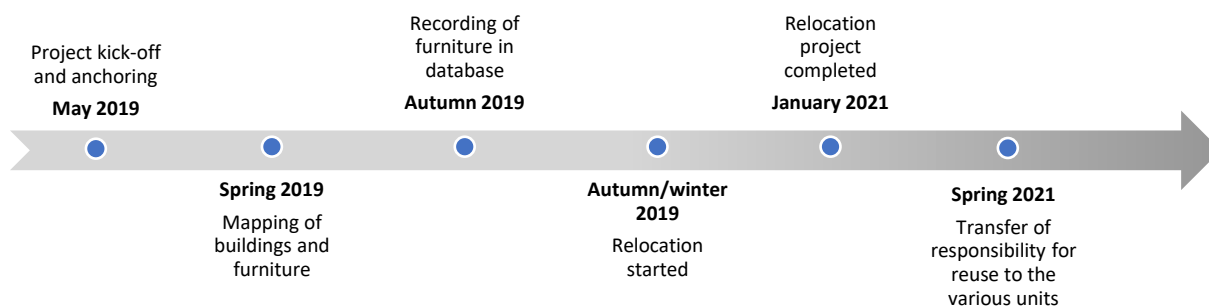 Project kick-off
and anchoring
May 2019
Spring 2019
Mapping of
buildings and
furniture
Recording of
furniture in
database
Autumn 2019
Autumn/winter
2019
Relocation
started
Relocation
project
completed
January 2021
Spring 2021
Transfer of
responsibility for
reuse to the
various units